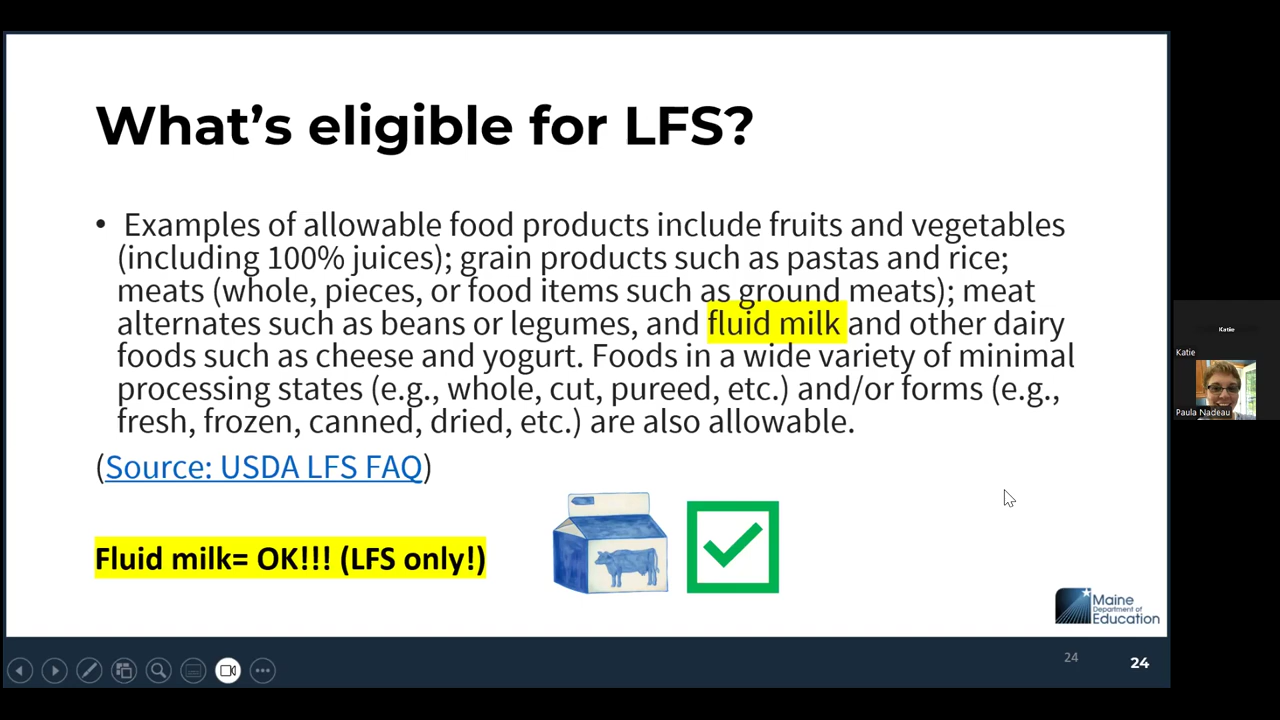 What's eligible for LFS?
• Examples of allowable food products include fruits and vegetables
(including 100% juices); grain products such as pastas and rice;
meats (whole, pieces, or food items such as ground meats); meat
alternates such as beans or legumes, and fluid milk and other dairy
foods such as cheese and yogurt. Foods in a wide variety of minimal
processing states (e.g., whole, cut, pureed, etc.) and/or forms (e.g.,
fresh, frozen, canned, dried, etc.) are also allowable.
(Source: USDA LFS FAQ)
Fluid milk= OK!!! (LFS only!)
Maine
Department of
Education
24
24
Katie
Katie
Paula Nadeau